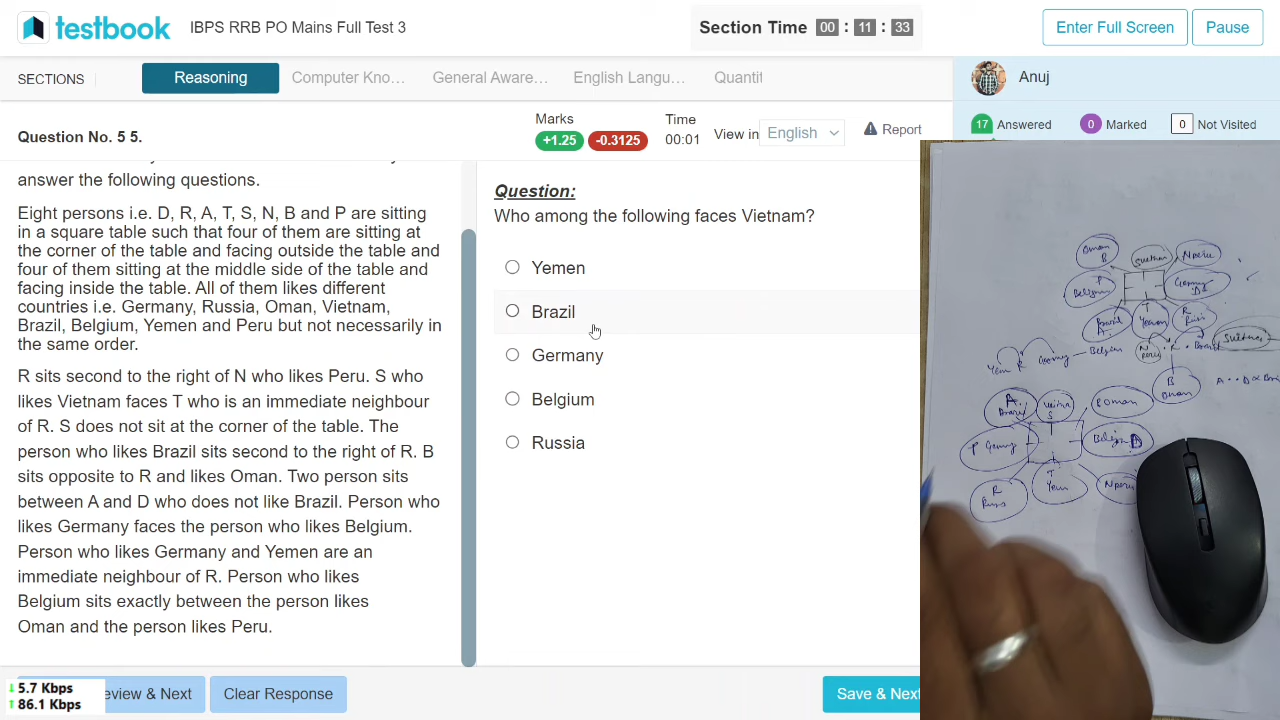 testbook
IBPS RRB PO Mains Full Test 3
Section Time 00 : 11 : 33
Enter Full Screen
Pause
SECTIONS
Reasoning
Computer Kno...
General Aware...
English Langu...
Quantit
Anuj
Question No. 5 5.
Marks
+1.25 -0.3125
Time
00:01
View in English
Report
17 Answered
0 Marked
0 Not Visited
answer the following questions.
Eight persons i.e. D, R, A, T, S, N, B and P are sitting
in a square table such that four of them are sitting at
the corner of the table and facing outside the table and
four of them sitting at the middle side of the table and
facing inside the table. All of them likes different
countries i.e. Germany, Russia, Oman, Vietnam,
Brazil, Belgium, Yemen and Peru but not necessarily in
the same order.
R sits second to the right of N who likes Peru. S who
likes Vietnam faces T who is an immediate neighbour
of R. S does not sit at the corner of the table. The
person who likes Brazil sits second to the right of R. B
sits opposite to R and likes Oman. Two person sits
between A and D who does not like Brazil. Person who
likes Germany faces the person who likes Belgium.
Person who likes Germany and Yemen are an
immediate neighbour of R. Person who likes
Belgium sits exactly between the person likes
Oman and the person likes Peru.
Question:
Who among the following faces Vietnam?
Yemen
Brazil
Germany
Belgium
Russia
5.7 Kbps
86.1 Kbps
eview & Next
Clear Response
Save & Nex
Oman
B
N Peru
P
Belgium
T
Yemen
R
Belgium
B
Oman
A
S
B Oman
P Germany
Belgium D
R
T
Yem
N Peru